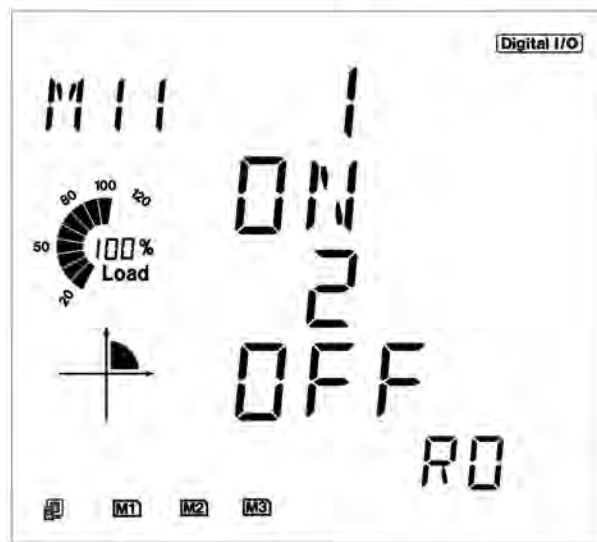 Digital I/O
M11 1
ON
80 100 120
50 100%
Load
20
2
OFF
RO
M1 M2 M3